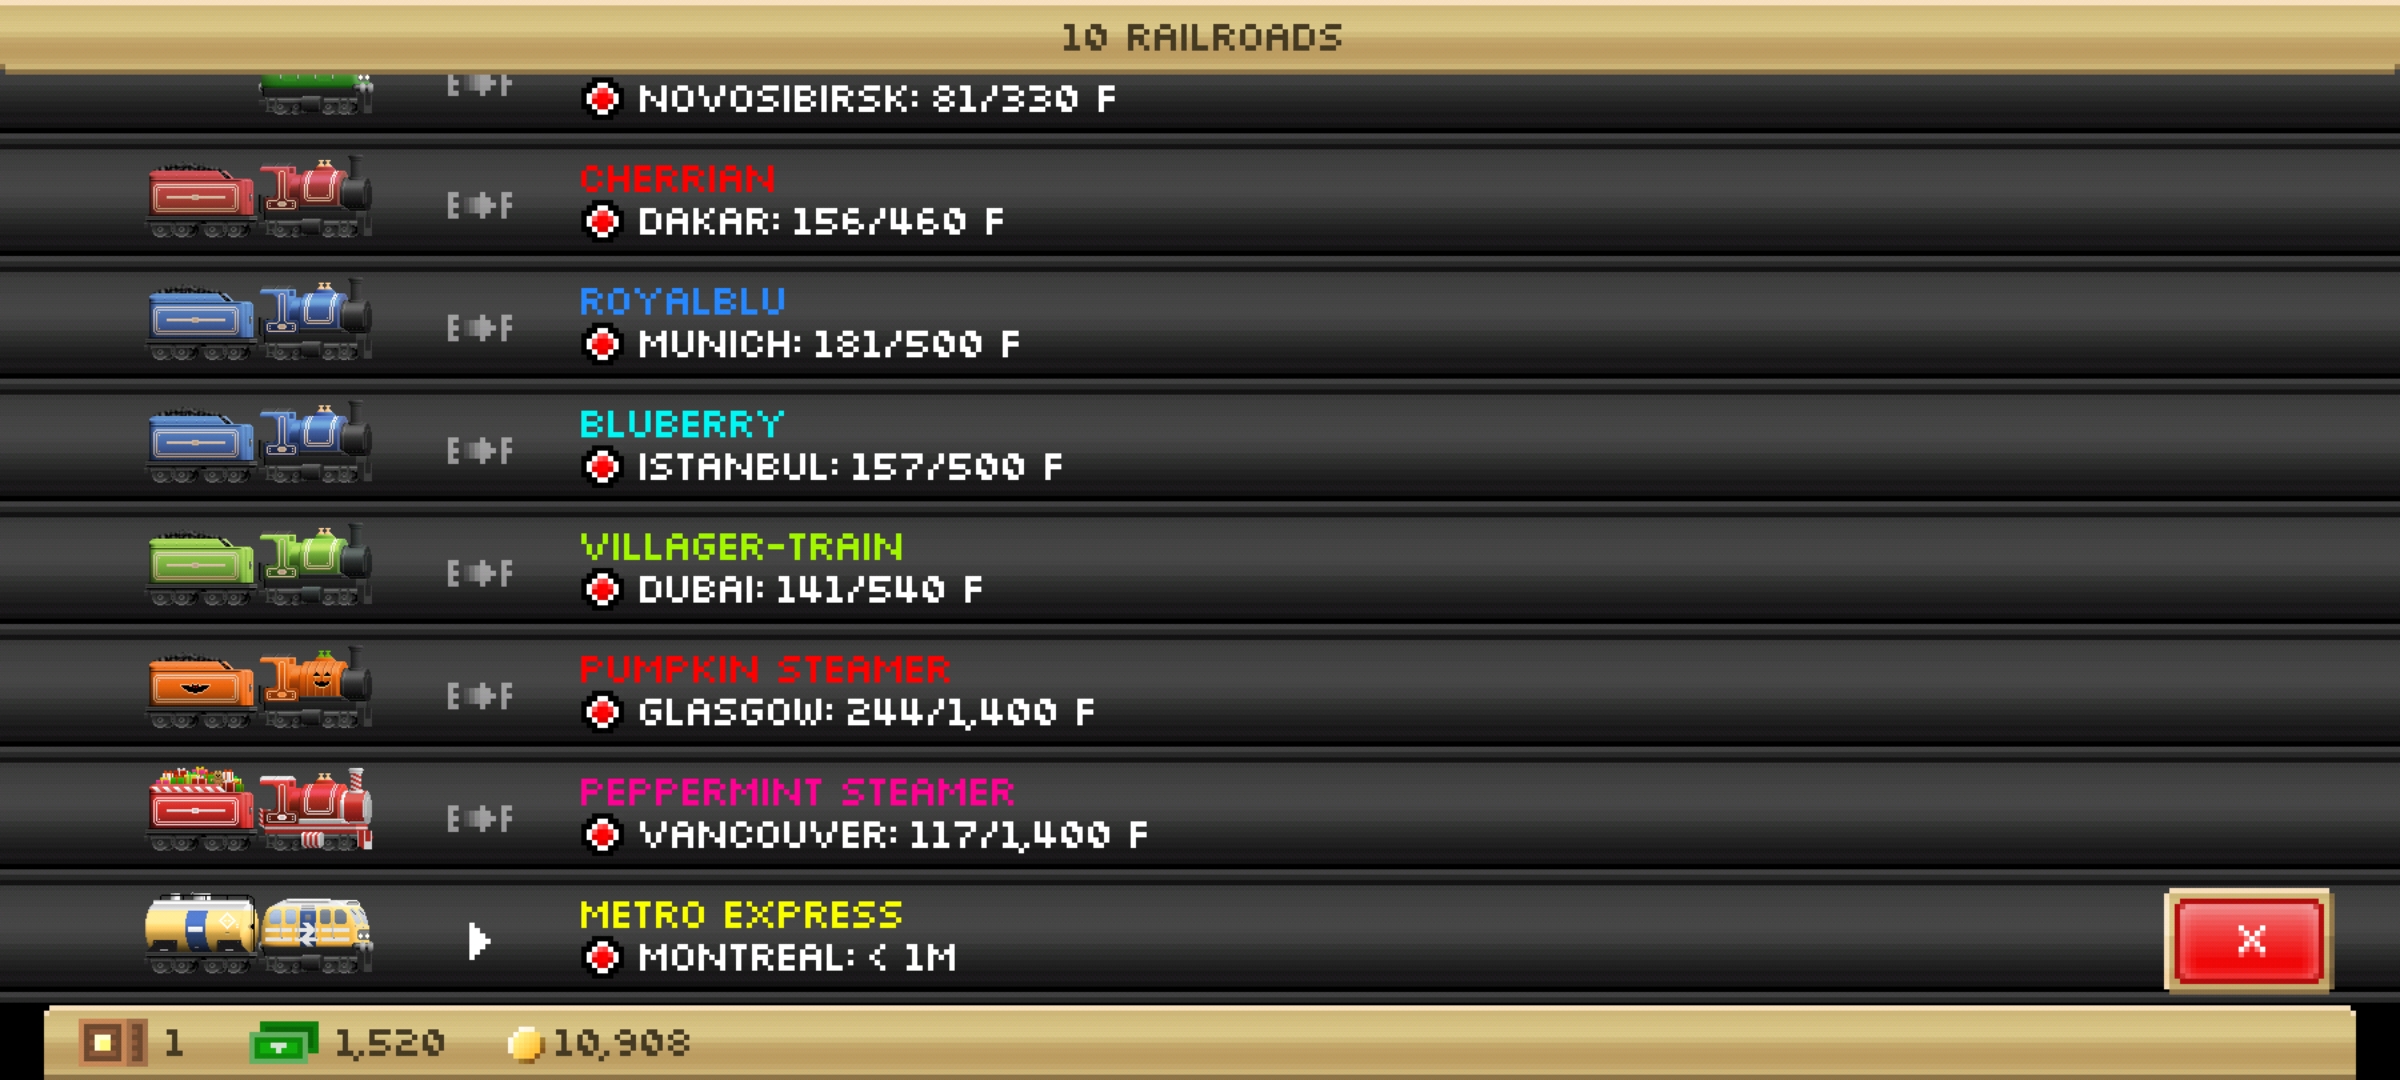 10 RAILROADS
E F
NOVOSIBIRSK: 81/330 F
CHERRIAN
E F
DAKAR: 156/460 F
ROYALBLU
E F
MUNICH: 181/500 F
BLUBERRY
E F
ISTANBUL: 157/500 F
VILLAGER-TRAIN
E F
DUBAI: 141/540 F
PUMPKIN STEAMER
E F
GLASGOW: 244/1,400 F
PEPPERMINT STEAMER
E F
VANCOUVER: 117/1,400 F
METRO EXPRESS
MONTREAL: < 1M
X
1 1,520 10,908